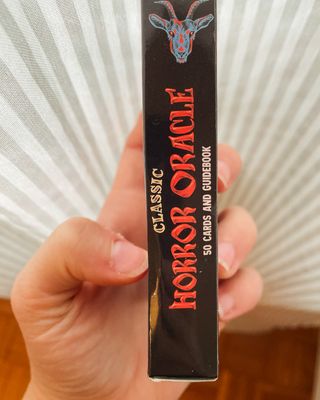 CLASSIC
HORROR ORACLE
50 CARDS AND GUIDEBOOK